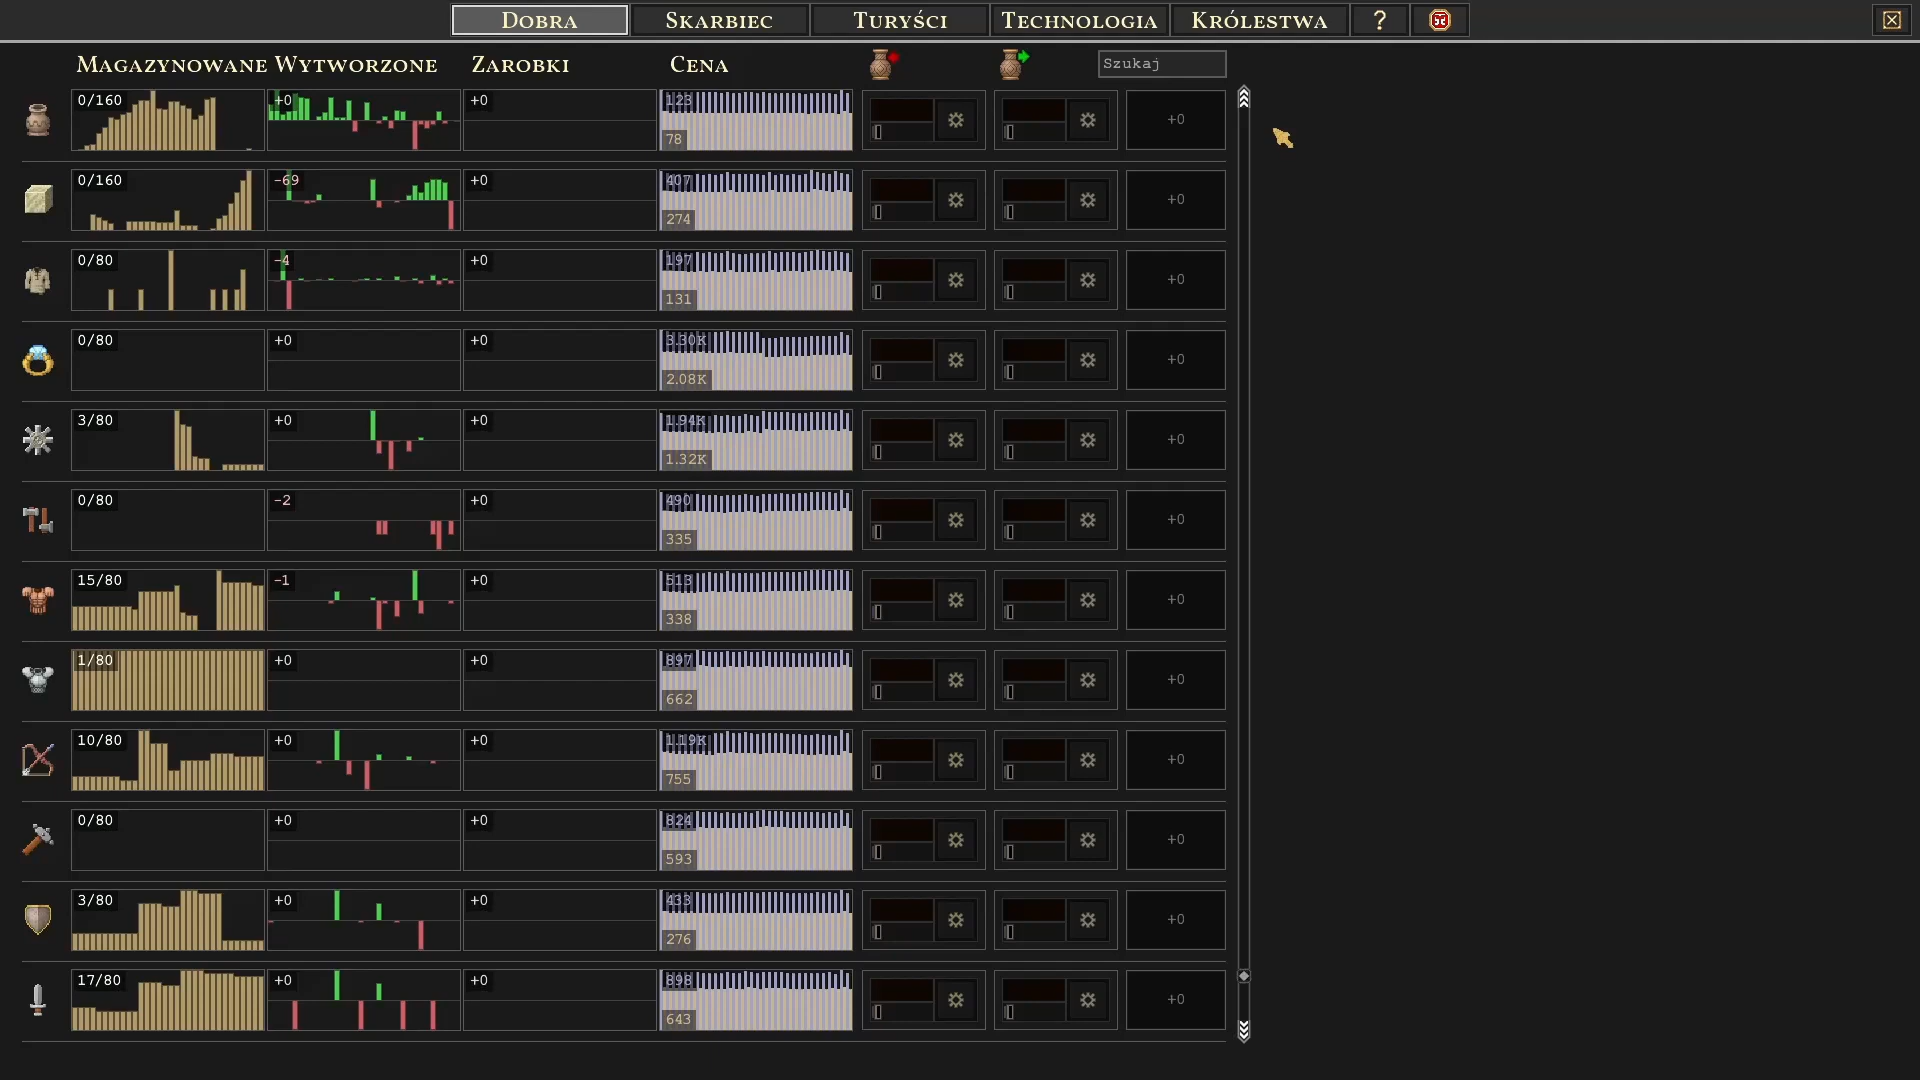 DOBRA SKARBIEC TURYŚCI TECHNOLOGIA KRÓLESTWA ?
MAGAZYNOWANE WYTWORZONE ZAROBKI CENA Szukaj
0/160 +0 +0 123
78 +0
0/160 -69 +0 407
274 +0
0/80 -4 +0 197
131 +0
0/80 +0 +0 3.30K
2.08K +0
3/80 +0 +0 1.94K
1.32K +0
0/80 -2 +0 490
335 +0
15/80 -1 +0 513
338 +0
1/80 +0 +0 897
662 +0
10/80 +0 +0 1.19K
755 +0
0/80 +0 +0 824
593 +0
3/80 +0 +0 433
276 +0
17/80 +0 +0 898
643 +0